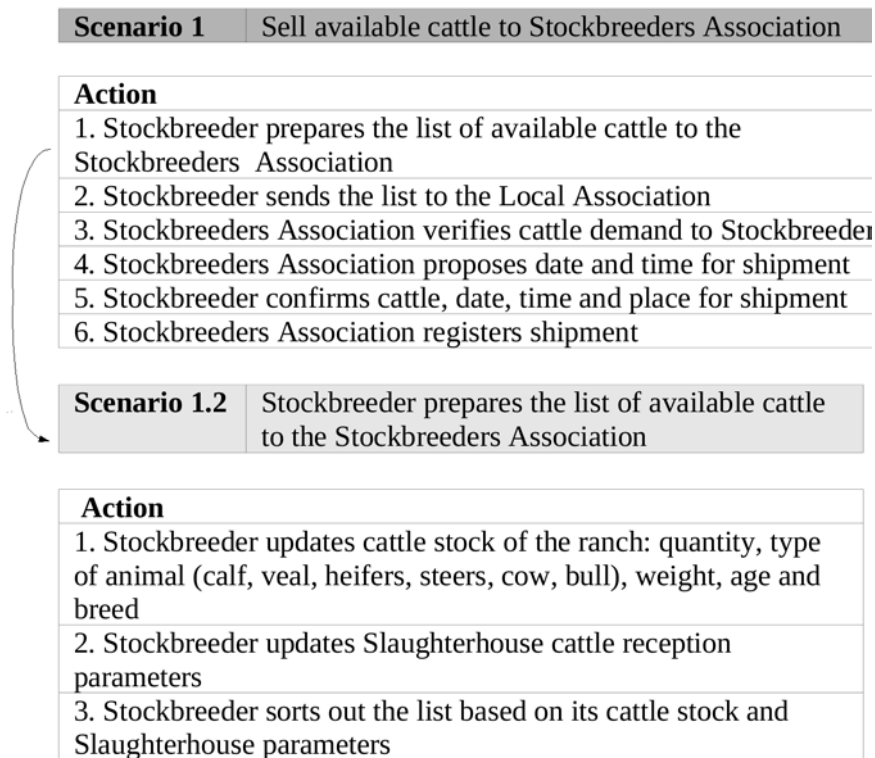 Scenario 1 Sell available cattle to Stockbreeders Association
Action
1. Stockbreeder prepares the list of available cattle to the
Stockbreeders Association
2. Stockbreeder sends the list to the Local Association
3. Stockbreeders Association verifies cattle demand to Stockbreeder
4. Stockbreeders Association proposes date and time for shipment
5. Stockbreeder confirms cattle, date, time and place for shipment
6. Stockbreeders Association registers shipment
Scenario 1.2 Stockbreeder prepares the list of available cattle
to the Stockbreeders Association
Action
1. Stockbreeder updates cattle stock of the ranch: quantity, type
of animal (calf, veal, heifers, steers, cow, bull), weight, age and
breed
2. Stockbreeder updates Slaughterhouse cattle reception
parameters
3. Stockbreeder sorts out the list based on its cattle stock and
Slaughterhouse parameters